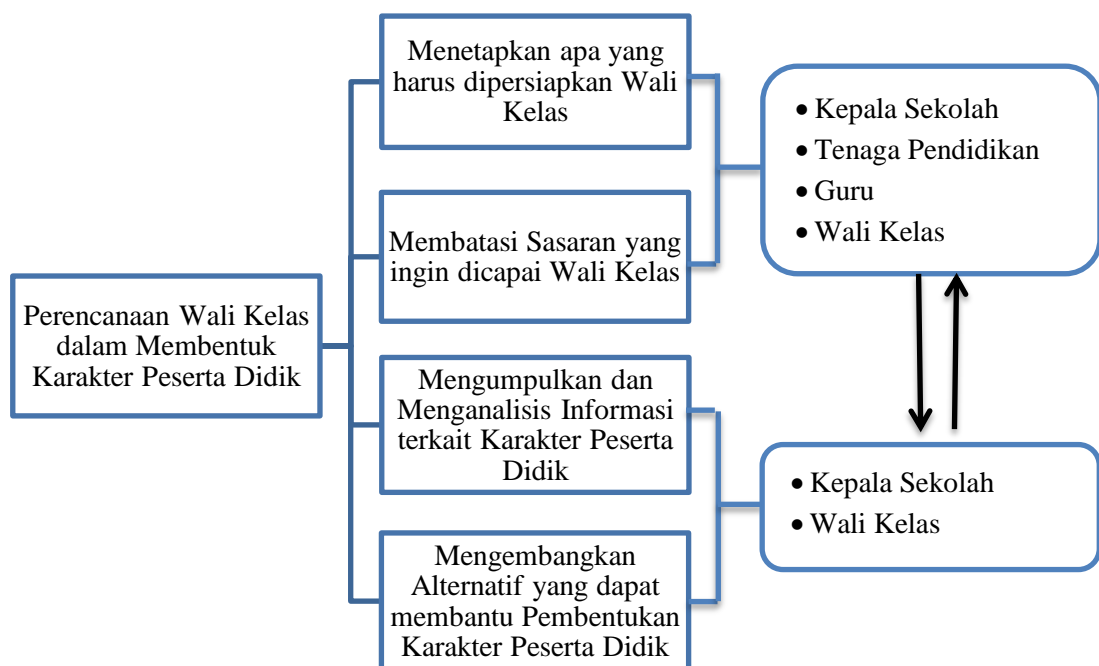 Perencanaan Wali Kelas
dalam Membentuk
Karakter Peserta Didik
Menetapkan apa yang
harus dipersiapkan Wali
Kelas
Membatasi Sasaran yang
ingin dicapai Wali Kelas
Mengumpulkan dan
Menganalisis Informasi
terkait Karakter Peserta
Didik
Mengembangkan
Alternatif yang dapat
membantu Pembentukan
Karakter Peserta Didik
• Kepala Sekolah
• Tenaga Pendidikan
• Guru
• Wali Kelas
• Kepala Sekolah
• Wali Kelas